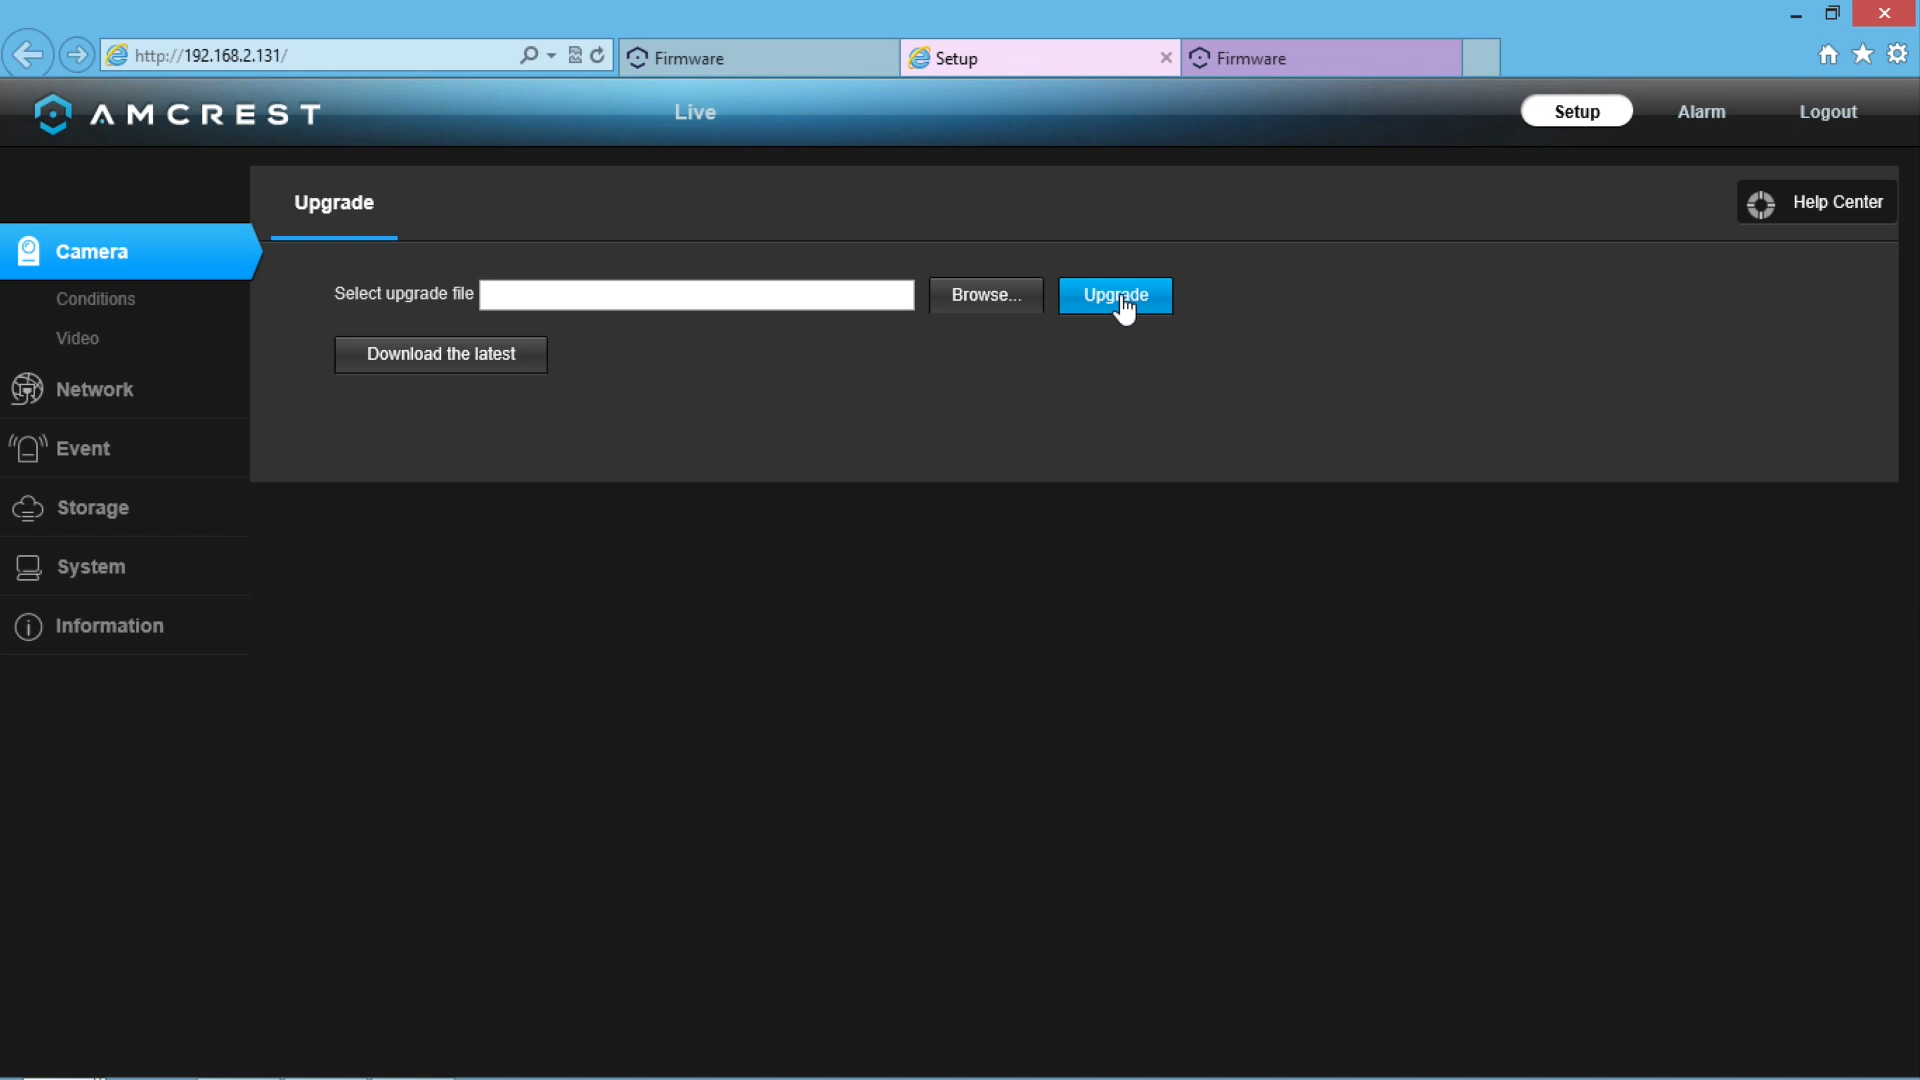 http://192.168.2.131/
Firmware
Setup
Firmware
AMCREST
Live
Setup
Alarm
Logout
Upgrade
Help Center
Camera
Conditions
Video
Network
Event
Storage
System
Information
Select upgrade file
Browse...
Upgrade
Download the latest